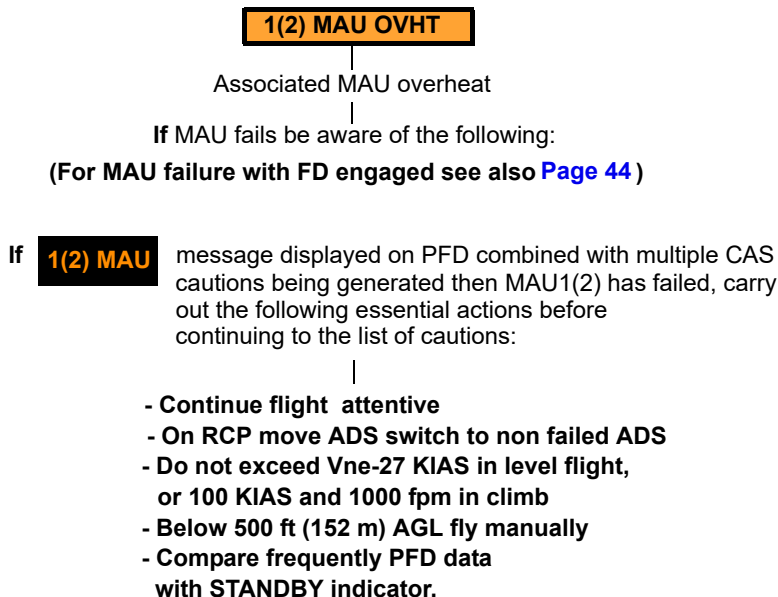 1(2) MAU OVHT
Associated MAU overheat
If MAU fails be aware of the following:
(For MAU failure with FD engaged see also Page 44 )
If 1(2) MAU message displayed on PFD combined with multiple CAS
cautions being generated then MAU1(2) has failed, carry
out the following essential actions before
continuing to the list of cautions:
- Continue flight attentive
- On RCP move ADS switch to non failed ADS
- Do not exceed Vne-27 KIAS in level flight,
or 100 KIAS and 1000 fpm in climb
- Below 500 ft (152 m) AGL fly manually
- Compare frequently PFD data
with STANDBY indicator.